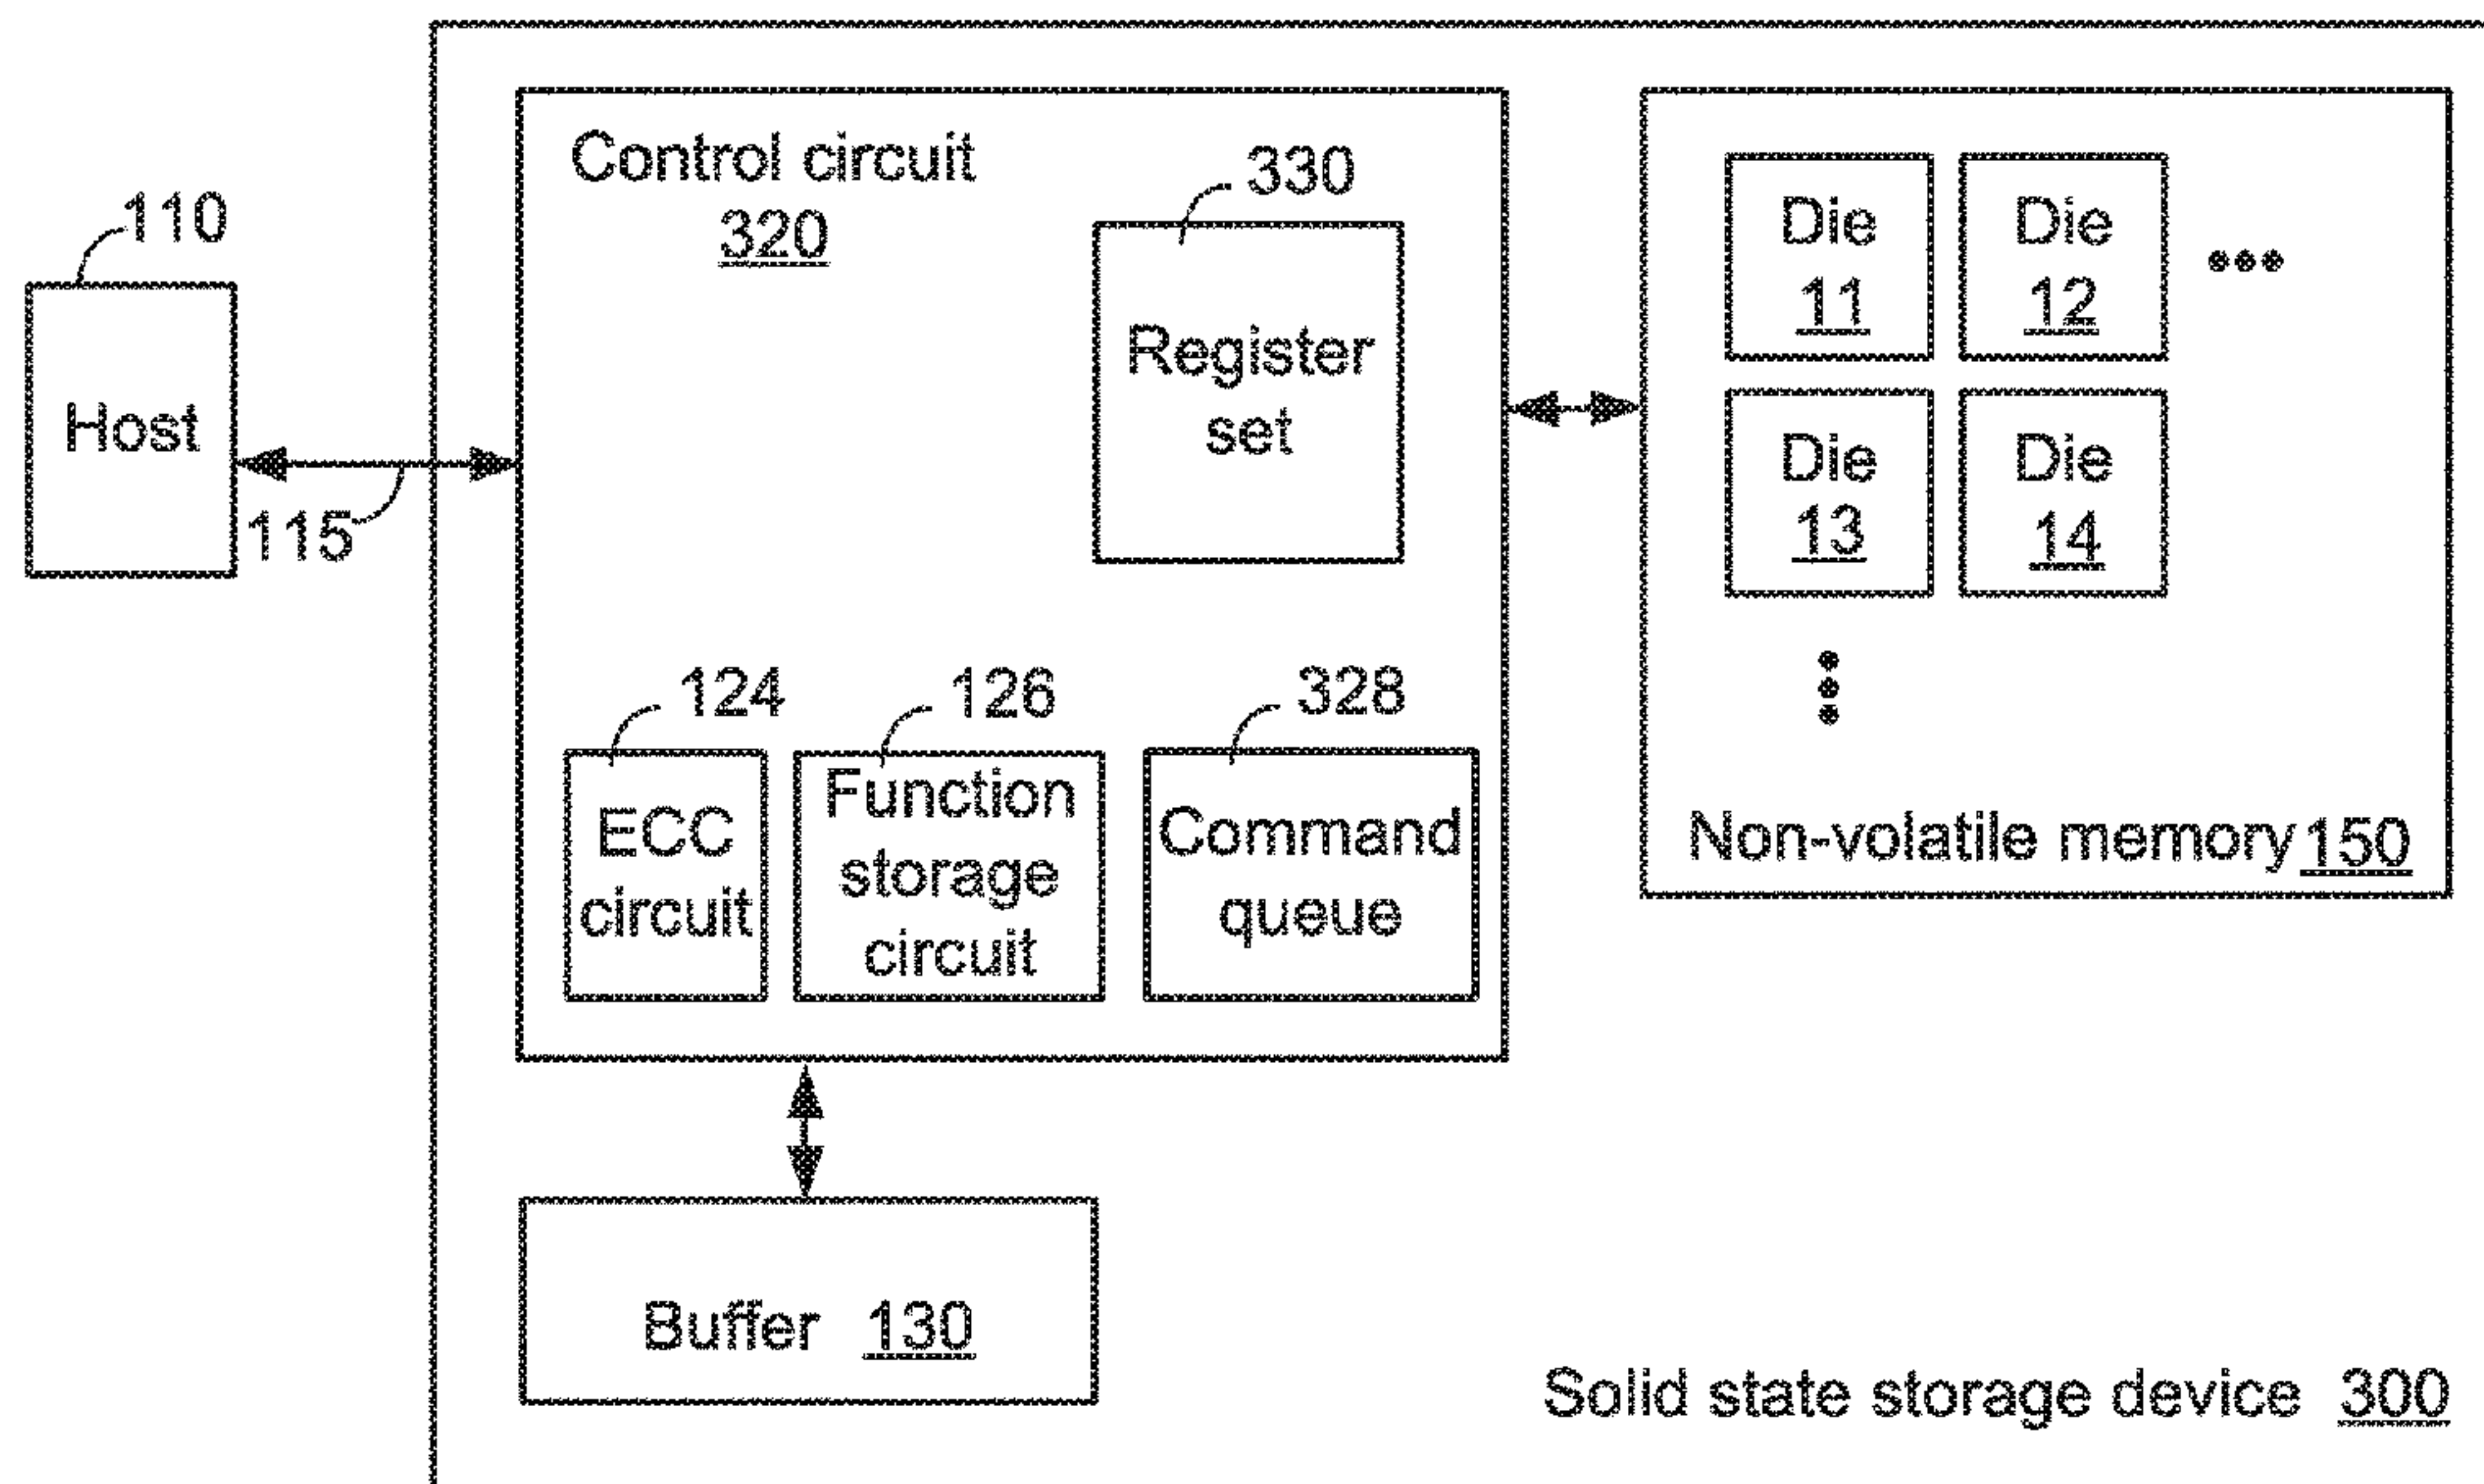 110
Host
115
Control circuit
320
330
Register
set
124
ECC
circuit
126
Function
storage
circuit
328
Command
queue
Die
11
Die
12
Die
13
Die
14
Non-volatile memory 150
Buffer 130
Solid state storage device 300